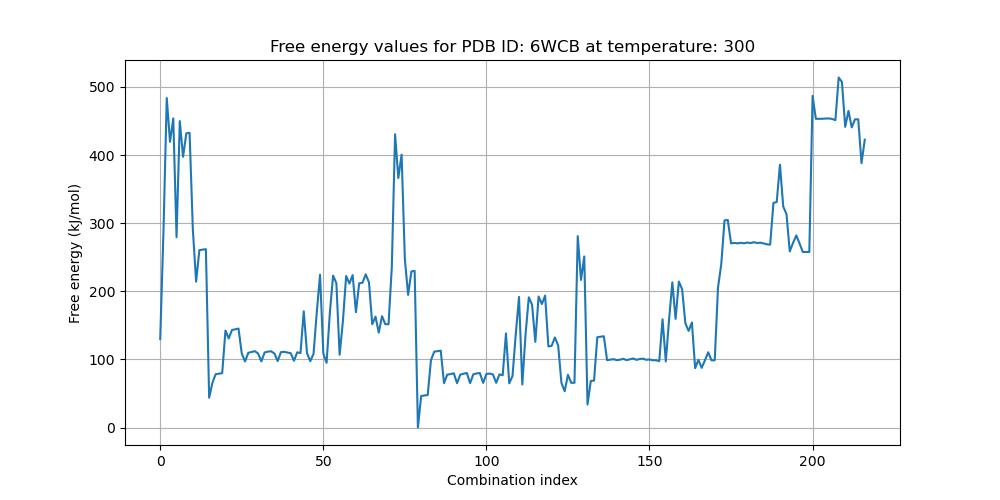 Free energy values for PDB ID: 6WCB at temperature: 300
Free energy (kJ/mol)
500
400
300
200
100
0
0 50 100 150 200
Combination index